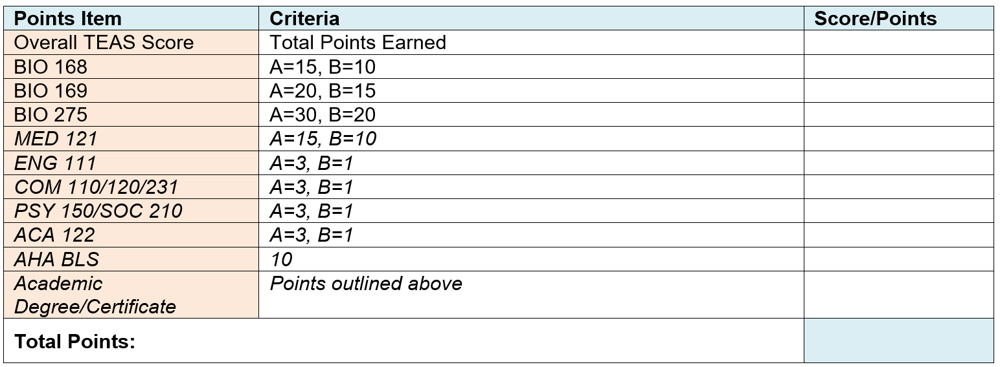 Points Item Criteria Score/Points
Overall TEAS Score Total Points Earned
BIO 168 A=15, B=10
BIO 169 A=20, B=15
BIO 275 A=30, B=20
MED 121 A=15, B=10
ENG 111 A=3, B=1
COM 110/120/231 A=3, B=1
PSY 150/SOC 210 A=3, B=1
ACA 122 A=3, B=1
AHA BLS 10
Academic Points outlined above
Degree/Certificate
Total Points: